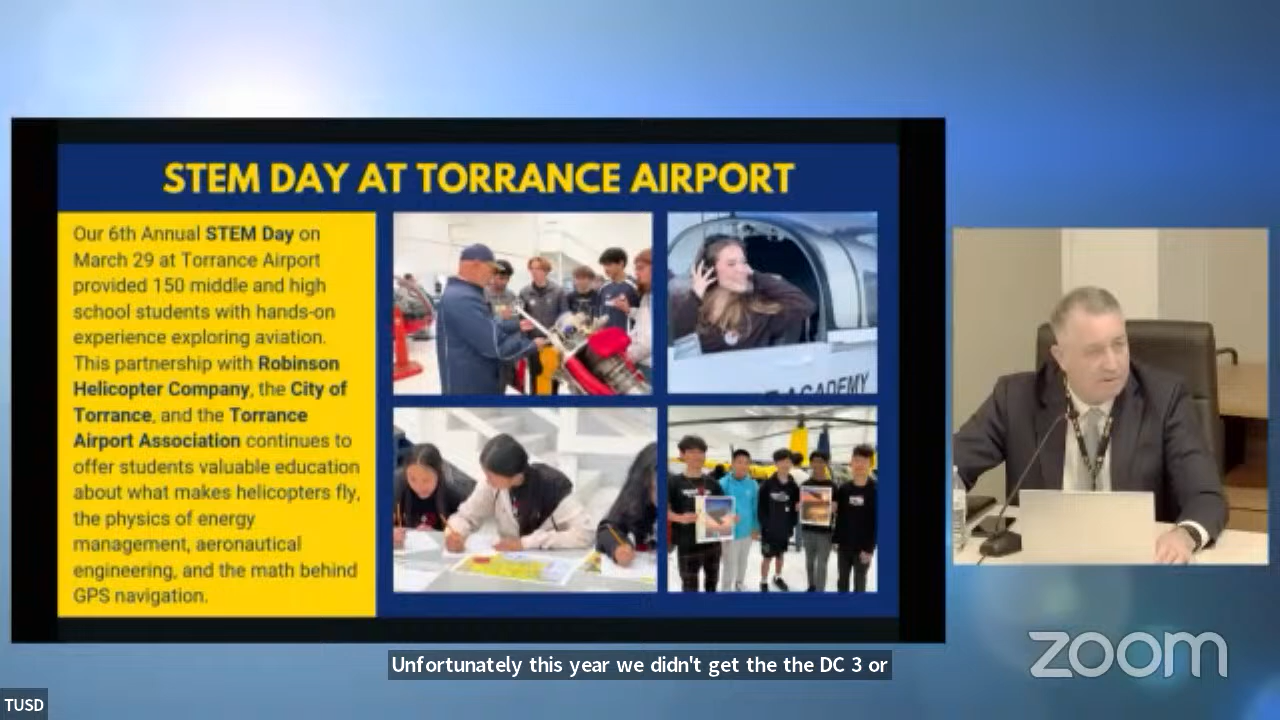 STEM DAY AT TORRANCE AIRPORT
Our 6th Annual STEM Day on
March 29 at Torrance Airport
provided 150 middle and high
school students with hands-on
experience exploring aviation.
This partnership with Robinson
Helicopter Company, the City of
Torrance, and the Torrance
Airport Association continues to
offer students valuable education
about what makes helicopters fly,
the physics of energy
management, aeronautical
engineering, and the math behind
GPS navigation.
ACADEMY
Unfortunately this year we didn't get the the DC 3 or
zoom
TUSD